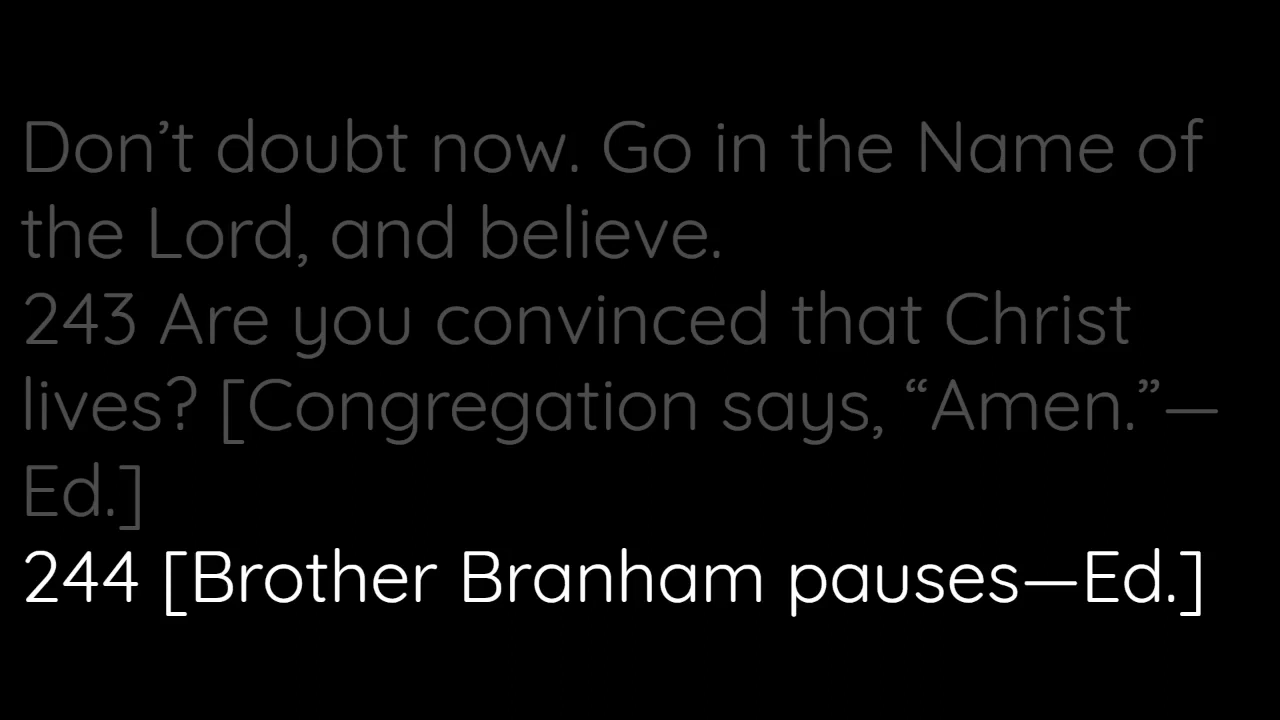 Don’t doubt now. Go in the Name of
the Lord, and believe.
243 Are you convinced that Christ
lives? [Congregation says, “Amen.”—
Ed.]
244 [Brother Branham pauses—Ed.]